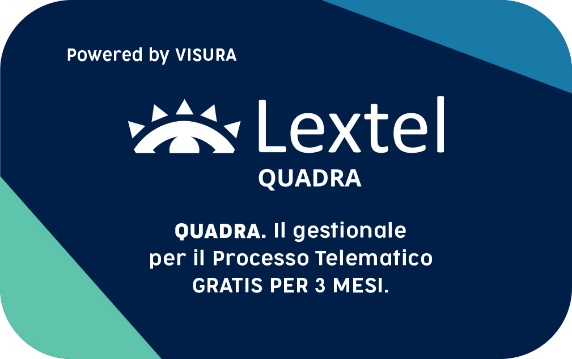 Powered by VISURA
Lextel
QUADRA
QUADRA. Il gestionale
per il Processo Telematico
GRATIS PER 3 MESI.